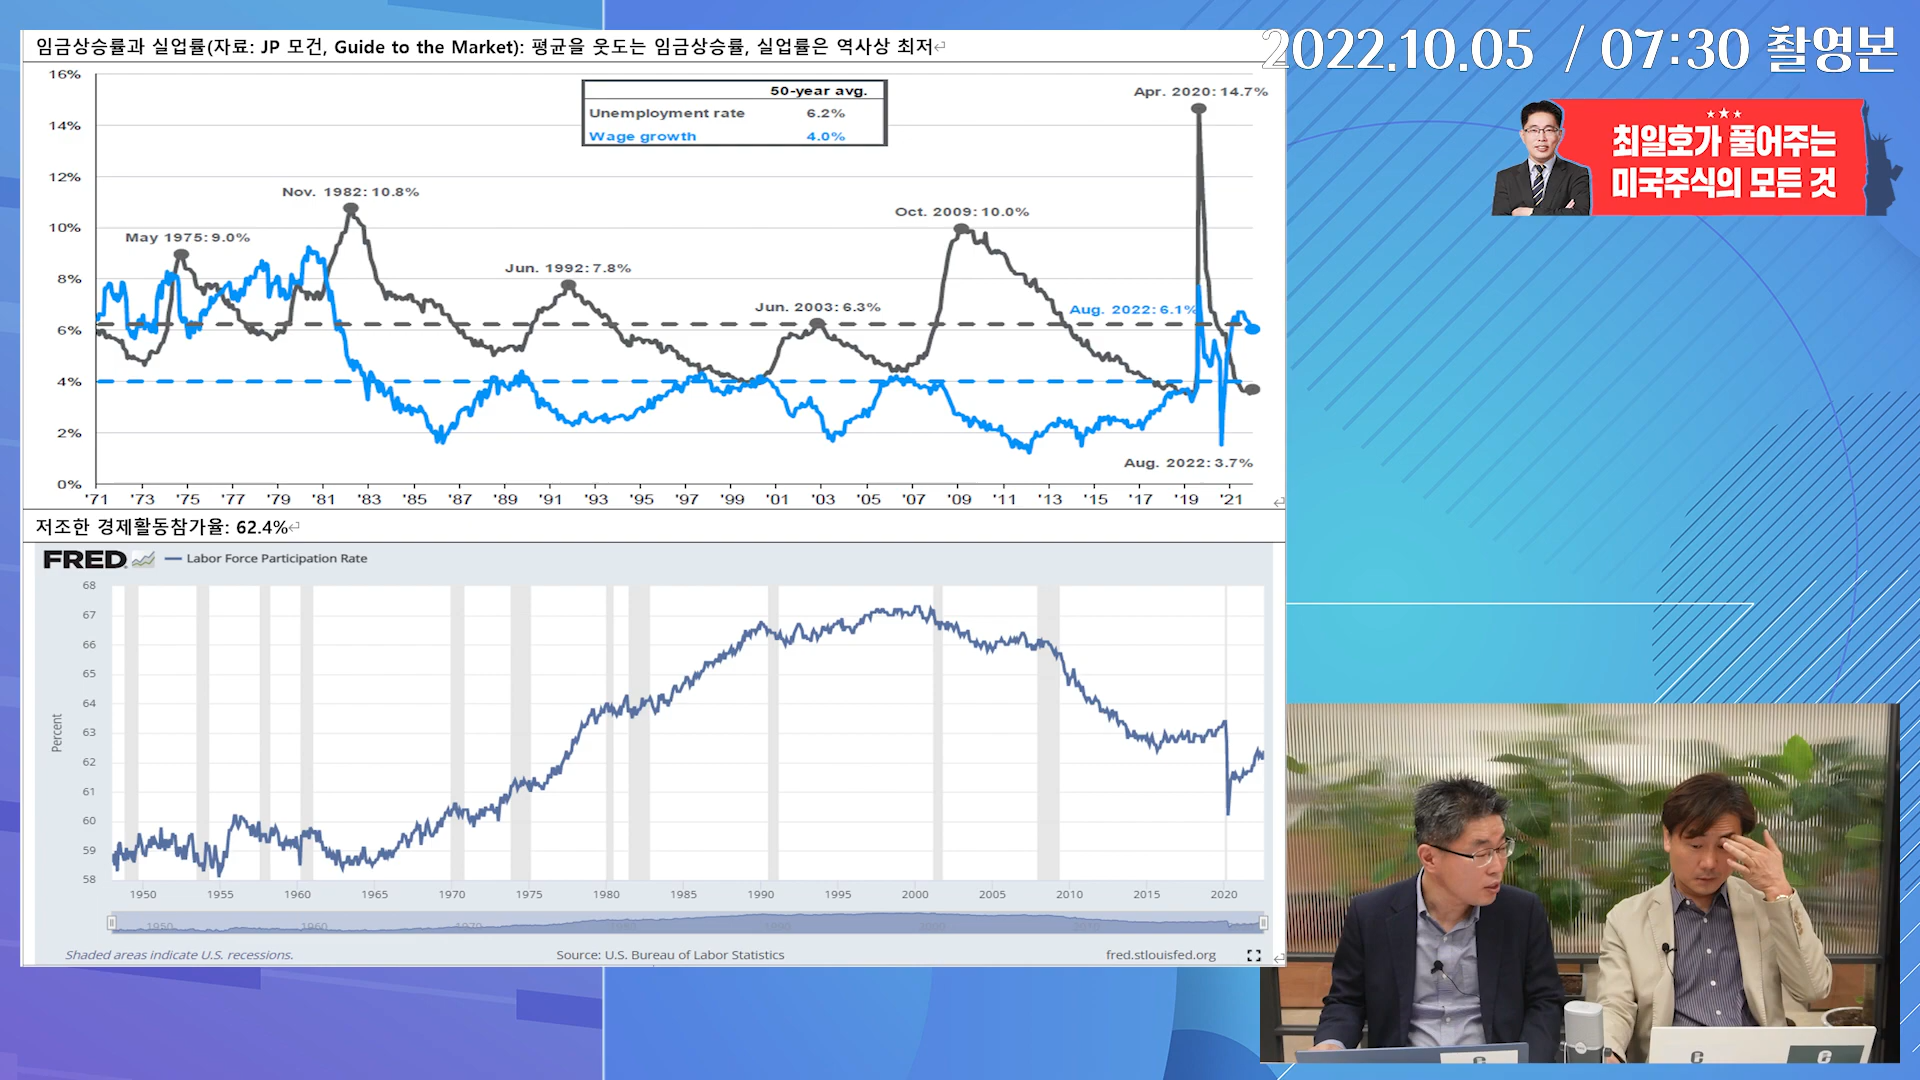 임금상승률과 실업률(자료: JP 모건, Guide to the Market): 평균을 웃도는 임금상승률, 실업률은 역사상 최저
2022.10.05 / 07:30 촬영본
최일호가 풀어주는
미국주식의 모든 것
16%
14%
12%
10%
8%
6%
4%
2%
0%
50-year avg.
Unemployment rate 6.2%
Wage growth 4.0%
Apr. 2020: 14.7%
Nov. 1982: 10.8%
May 1975: 9.0%
Oct. 2009: 10.0%
Jun. 1992: 7.8%
Jun. 2003: 6.3%
Aug. 2022: 6.1%
Aug. 2022: 3.7%
'71 '73 '75 '77 '79 '81 '83 '85 '87 '89 '91 '93 '95 '97 '99 '01 '03 '05 '07 '09 '11 '13 '15 '17 '19 '21
저조한 경제활동참가율: 62.4%
FRED
Labor Force Participation Rate
68
67
66
65
64
63
62
61
60
59
58
Percent
1950 1955 1960 1965 1970 1975 1980 1985 1990 1995 2000 2005 2010 2015 2020
1950 1960 1970 1980 1990 2000 2010
Shaded areas indicate U.S. recessions.
Source: U.S. Bureau of Labor Statistics
fred.stlouisfed.org